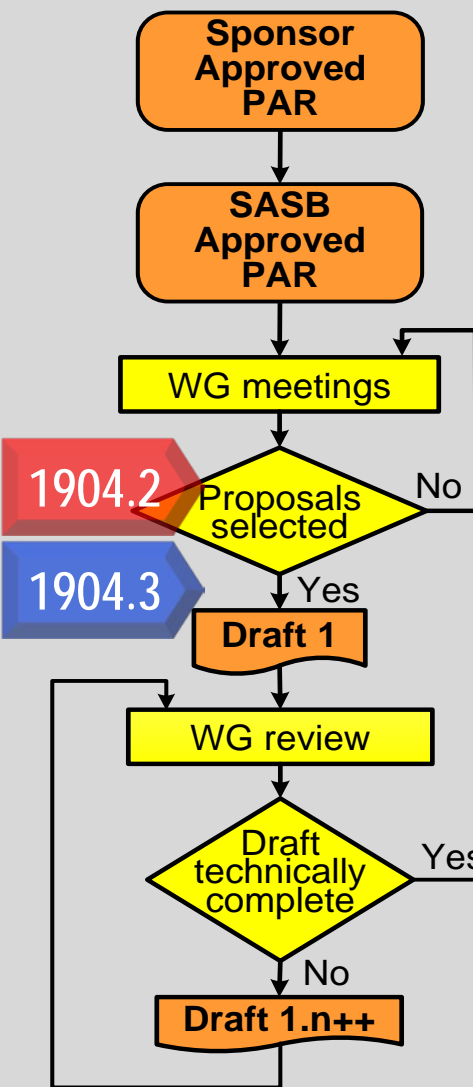 Sponsor
Approved
PAR
SASB
Approved
PAR
WG meetings
1904.2
Proposals
selected
No
1904.3
Yes
Draft 1
WG review
Draft
technically
complete
Yes
No
Draft 1.n++